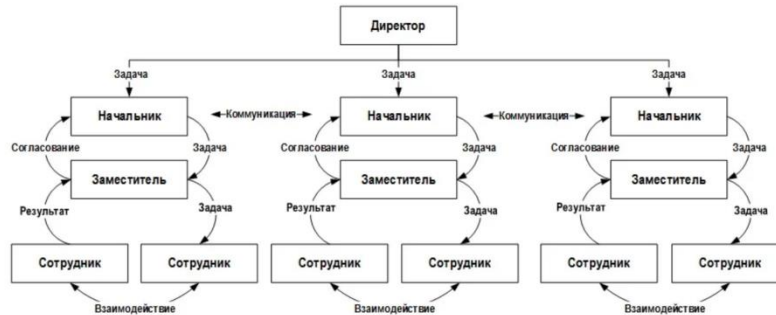 Директор
Задача Задача Задача
Начальник Коммуникация Начальник Коммуникация Начальник
Согласование Задача Согласование Задача Согласование Задача
Заместитель Заместитель Заместитель
Результат Задача Результат Задача Результат Задача
Сотрудник Сотрудник Сотрудник Сотрудник Сотрудник Сотрудник
Взаимодействие Взаимодействие Взаимодействие